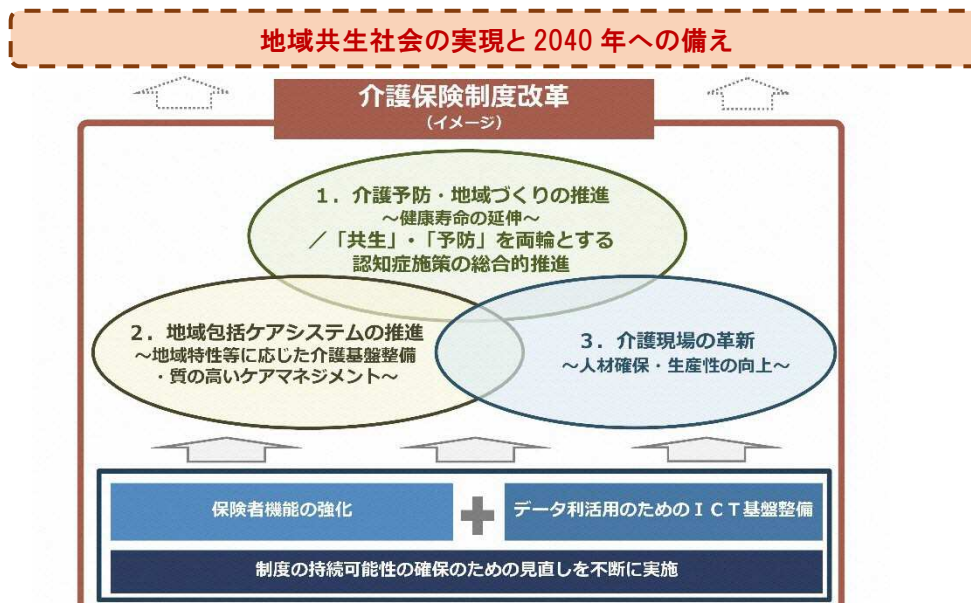 地域共生社会の実現と2040年への備え
介護保険制度改革
（イメージ）
１．介護予防・地域づくりの推進
～健康寿命の延伸～
／「共生」・「予防」を両輪とする
認知症施策の総合的推進
２．地域包括ケアシステムの推進
～地域特性等に応じた介護基盤整備
・質の高いケアマネジメント～
３．介護現場の革新
～人材確保・生産性の向上～
保険者機能の強化
＋
データ利活用のためのＩＣＴ基盤整備
制度の持続可能性の確保のための見直しを不断に実施